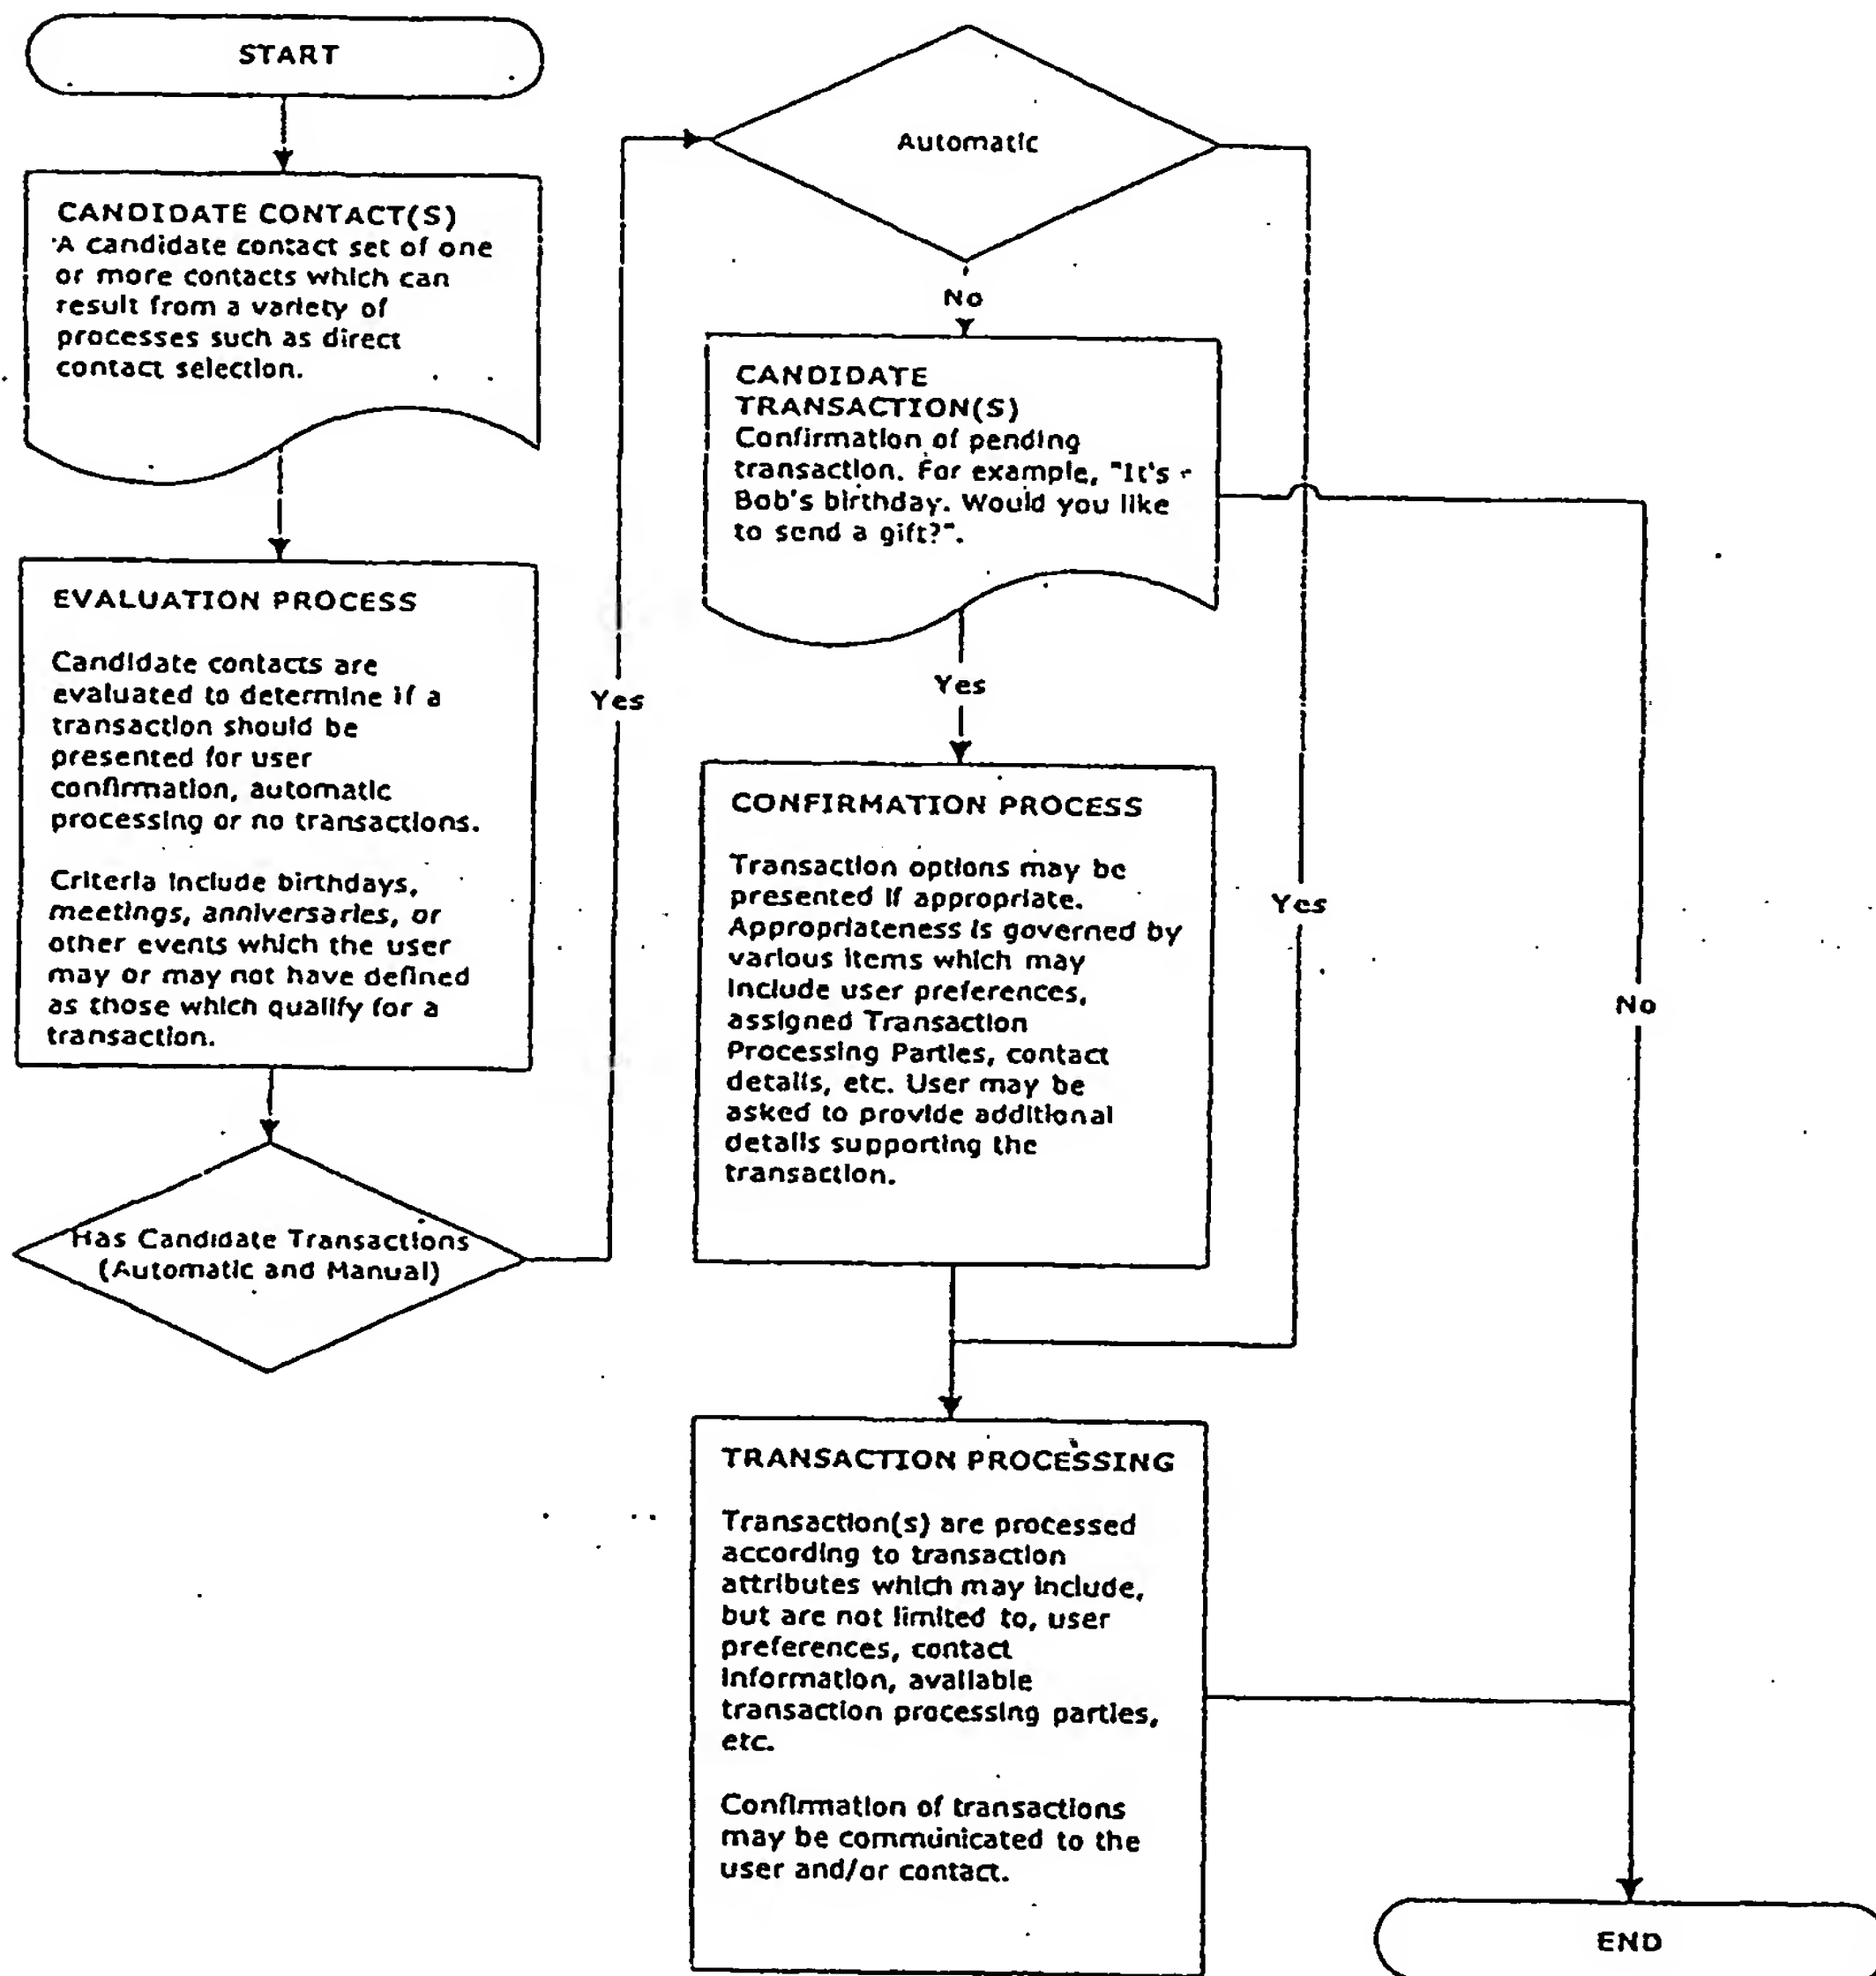 START
CANDIDATE CONTACT(S)
A candidate contact set of one
or more contacts which can
result from a variety of
processes such as direct
contact selection.
EVALUATION PROCESS
Candidate contacts are
evaluated to determine if a
transaction should be
presented for user
confirmation, automatic
processing or no transactions.
Criteria include birthdays,
meetings, anniversaries, or
other events which the user
may or may not have defined
as those which qualify for a
transaction.
Has Candidate Transactions
(Automatic and Manual)
Yes
Automatic
No
CANDIDATE
TRANSACTION(S)
Confirmation of pending
transaction. For example, "It's
Bob's birthday. Would you like
to send a gift?".
Yes
CONFIRMATION PROCESS
Transaction options may be
presented if appropriate.
Appropriateness is governed by
various items which may
include user preferences,
assigned Transaction
Processing Parties, contact
details, etc. User may be
asked to provide additional
details supporting the
transaction.
Yes
No
TRANSACTION PROCESSING
Transaction(s) are processed
according to transaction
attributes which may include,
but are not limited to, user
preferences, contact
information, available
transaction processing parties,
etc.
Confirmation of transactions
may be communicated to the
user and/or contact.
END